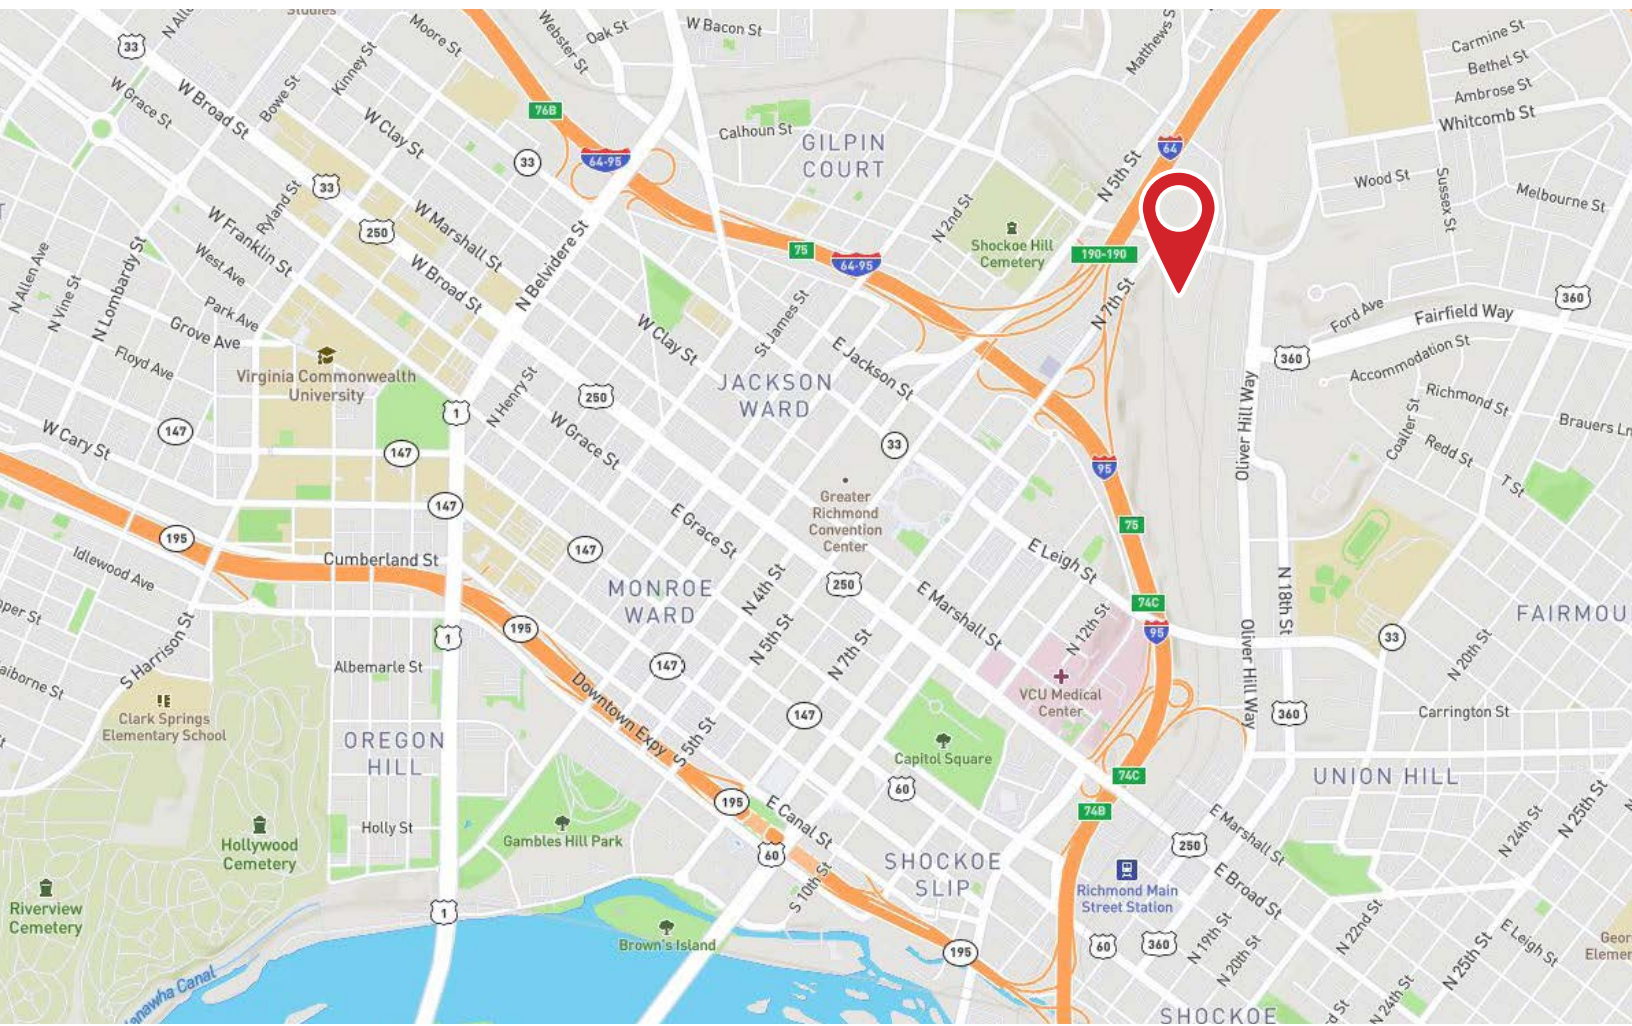 Studies
33
N Alle
Moore St
Webster St
Oak St
W Bacon St
Matthews S
Carmine St
Bethel St
Ambrose St
Whitcomb St
W Grace St
W Broad St
Bowe St
Kinney St
W Clay St
76B
33
64-95
Calhoun St
GILPIN
COURT
64
N 5th St
Wood St
Sussex St
Melbourne St
33
Ryland St
250
W Franklin St
W Marshall St
N 2nd St
Shockoe Hill
Cemetery
190-190
75
64-95
N Allen Ave
N Vine St
N Lombardy St
West Ave
Park Ave
Grove Ave
Floyd Ave
W Broad St
N Belvidere St
W Clay St
St James St
E Jackson St
N 7th St
Ford Ave
Fairfield Way
360
360
Accommodation St
Richmond St
Brauers Ln
Virginia Commonwealth
University
JACKSON
WARD
N Henry St
250
1
147
147
W Cary St
W Grace St
33
95
Oliver Hill Way
Coalter St
Redd St
T St
Greater
Richmond
Convention
Center
147
E Grace St
75
195
Idlewood Ave
Cumberland St
147
E Leigh St
250
N 4th St
MONROE
WARD
E Marshall St
N 12th St
74C
95
N 18th St
FAIRMOU
33
N 20th St
aper St
aiborne St
S Harrison St
1
195
N 5th St
N 7th St
147
Albemarle St
VCU Medical
Center
Oliver Hill Way
360
Carrington St
Clark Springs
Elementary School
OREGON
HILL
Downtown Expy
S 5th St
147
Capitol Square
60
74C
74B
UNION HILL
195
E Canal St
Holly St
Gambles Hill Park
Hollywood
Cemetery
60
S 10th St
SHOCKOE
SLIP
250
E Marshall St
N 24th St
N 25th St
N
Riverview
Cemetery
1
Richmond Main
Street Station
E Broad St
Brown's Island
195
60
360
N 19th St
N 20th St
N 22nd St
N 25th St
E Leigh St
Geor
Elemen
anawha Canal
SHOCKOE
rd St
N 24th St